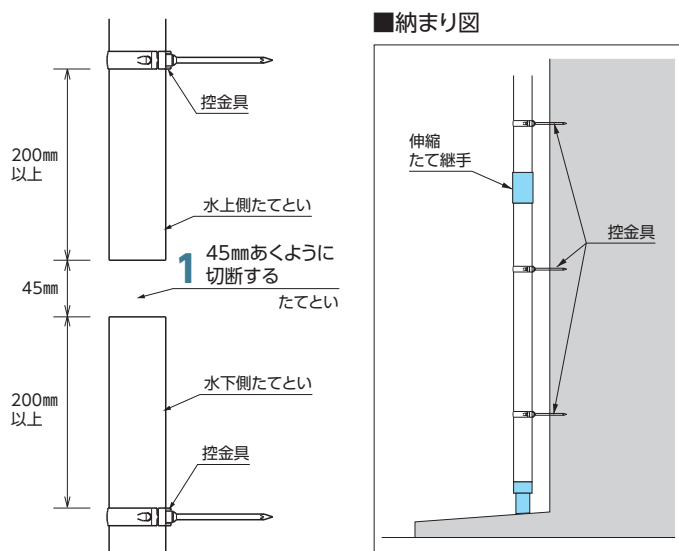 控金具
200㎜
以上
水上側たてとい
1 45㎜あくように
切断する
45㎜
たてとい
水下側たてとい
200㎜
以上
控金具
■納まり図
伸縮
たて継手
控金具